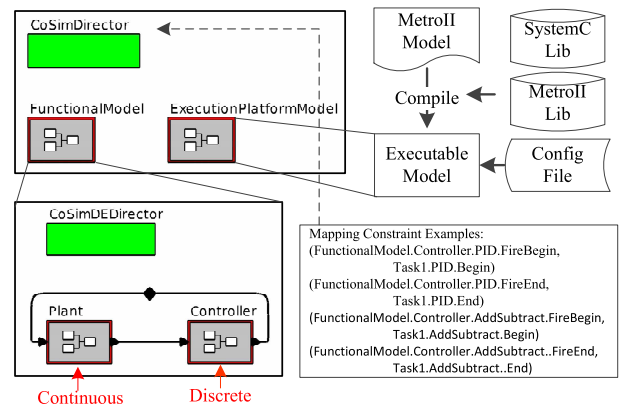 CoSimDirector
FunctionalModel
ExecutionPlatformModel
MetroII
Model
SystemC
Lib
Compile
MetroII
Lib
Executable
Model
Config
File
CoSimDEDirector
Plant
Controller
Continuous
Discrete
Mapping Constraint Examples:
(FunctionalModel.Controller.PID.FireBegin,
Task1.PID.Begin)
(FunctionalModel.Controller.PID.FireEnd,
Task1.PID.End)
(FunctionalModel.Controller.AddSubtract.FireBegin,
Task1.AddSubtract.Begin)
(FunctionalModel.Controller.AddSubtract..FireEnd,
Task1.AddSubtract..End)